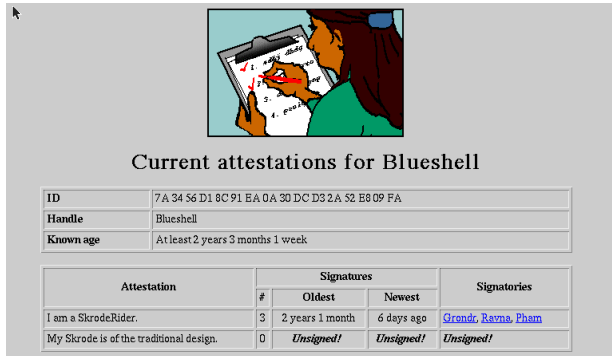 Current attestations for Blueshell
ID 7A 34 56 D1 8C 91 EA 0A 30 DC D3 2A 52 E8 09 FA
Handle Blueshell
Known age At least 2 years 3 months 1 week
Attestation Signatures Signatories
# Oldest Newest
I am a SkrodeRider. 3 2 years 1 month 6 days ago Grondr, Ravna, Pham
My Skrode is of the traditional design. 0 Unsigned! Unsigned! Unsigned!